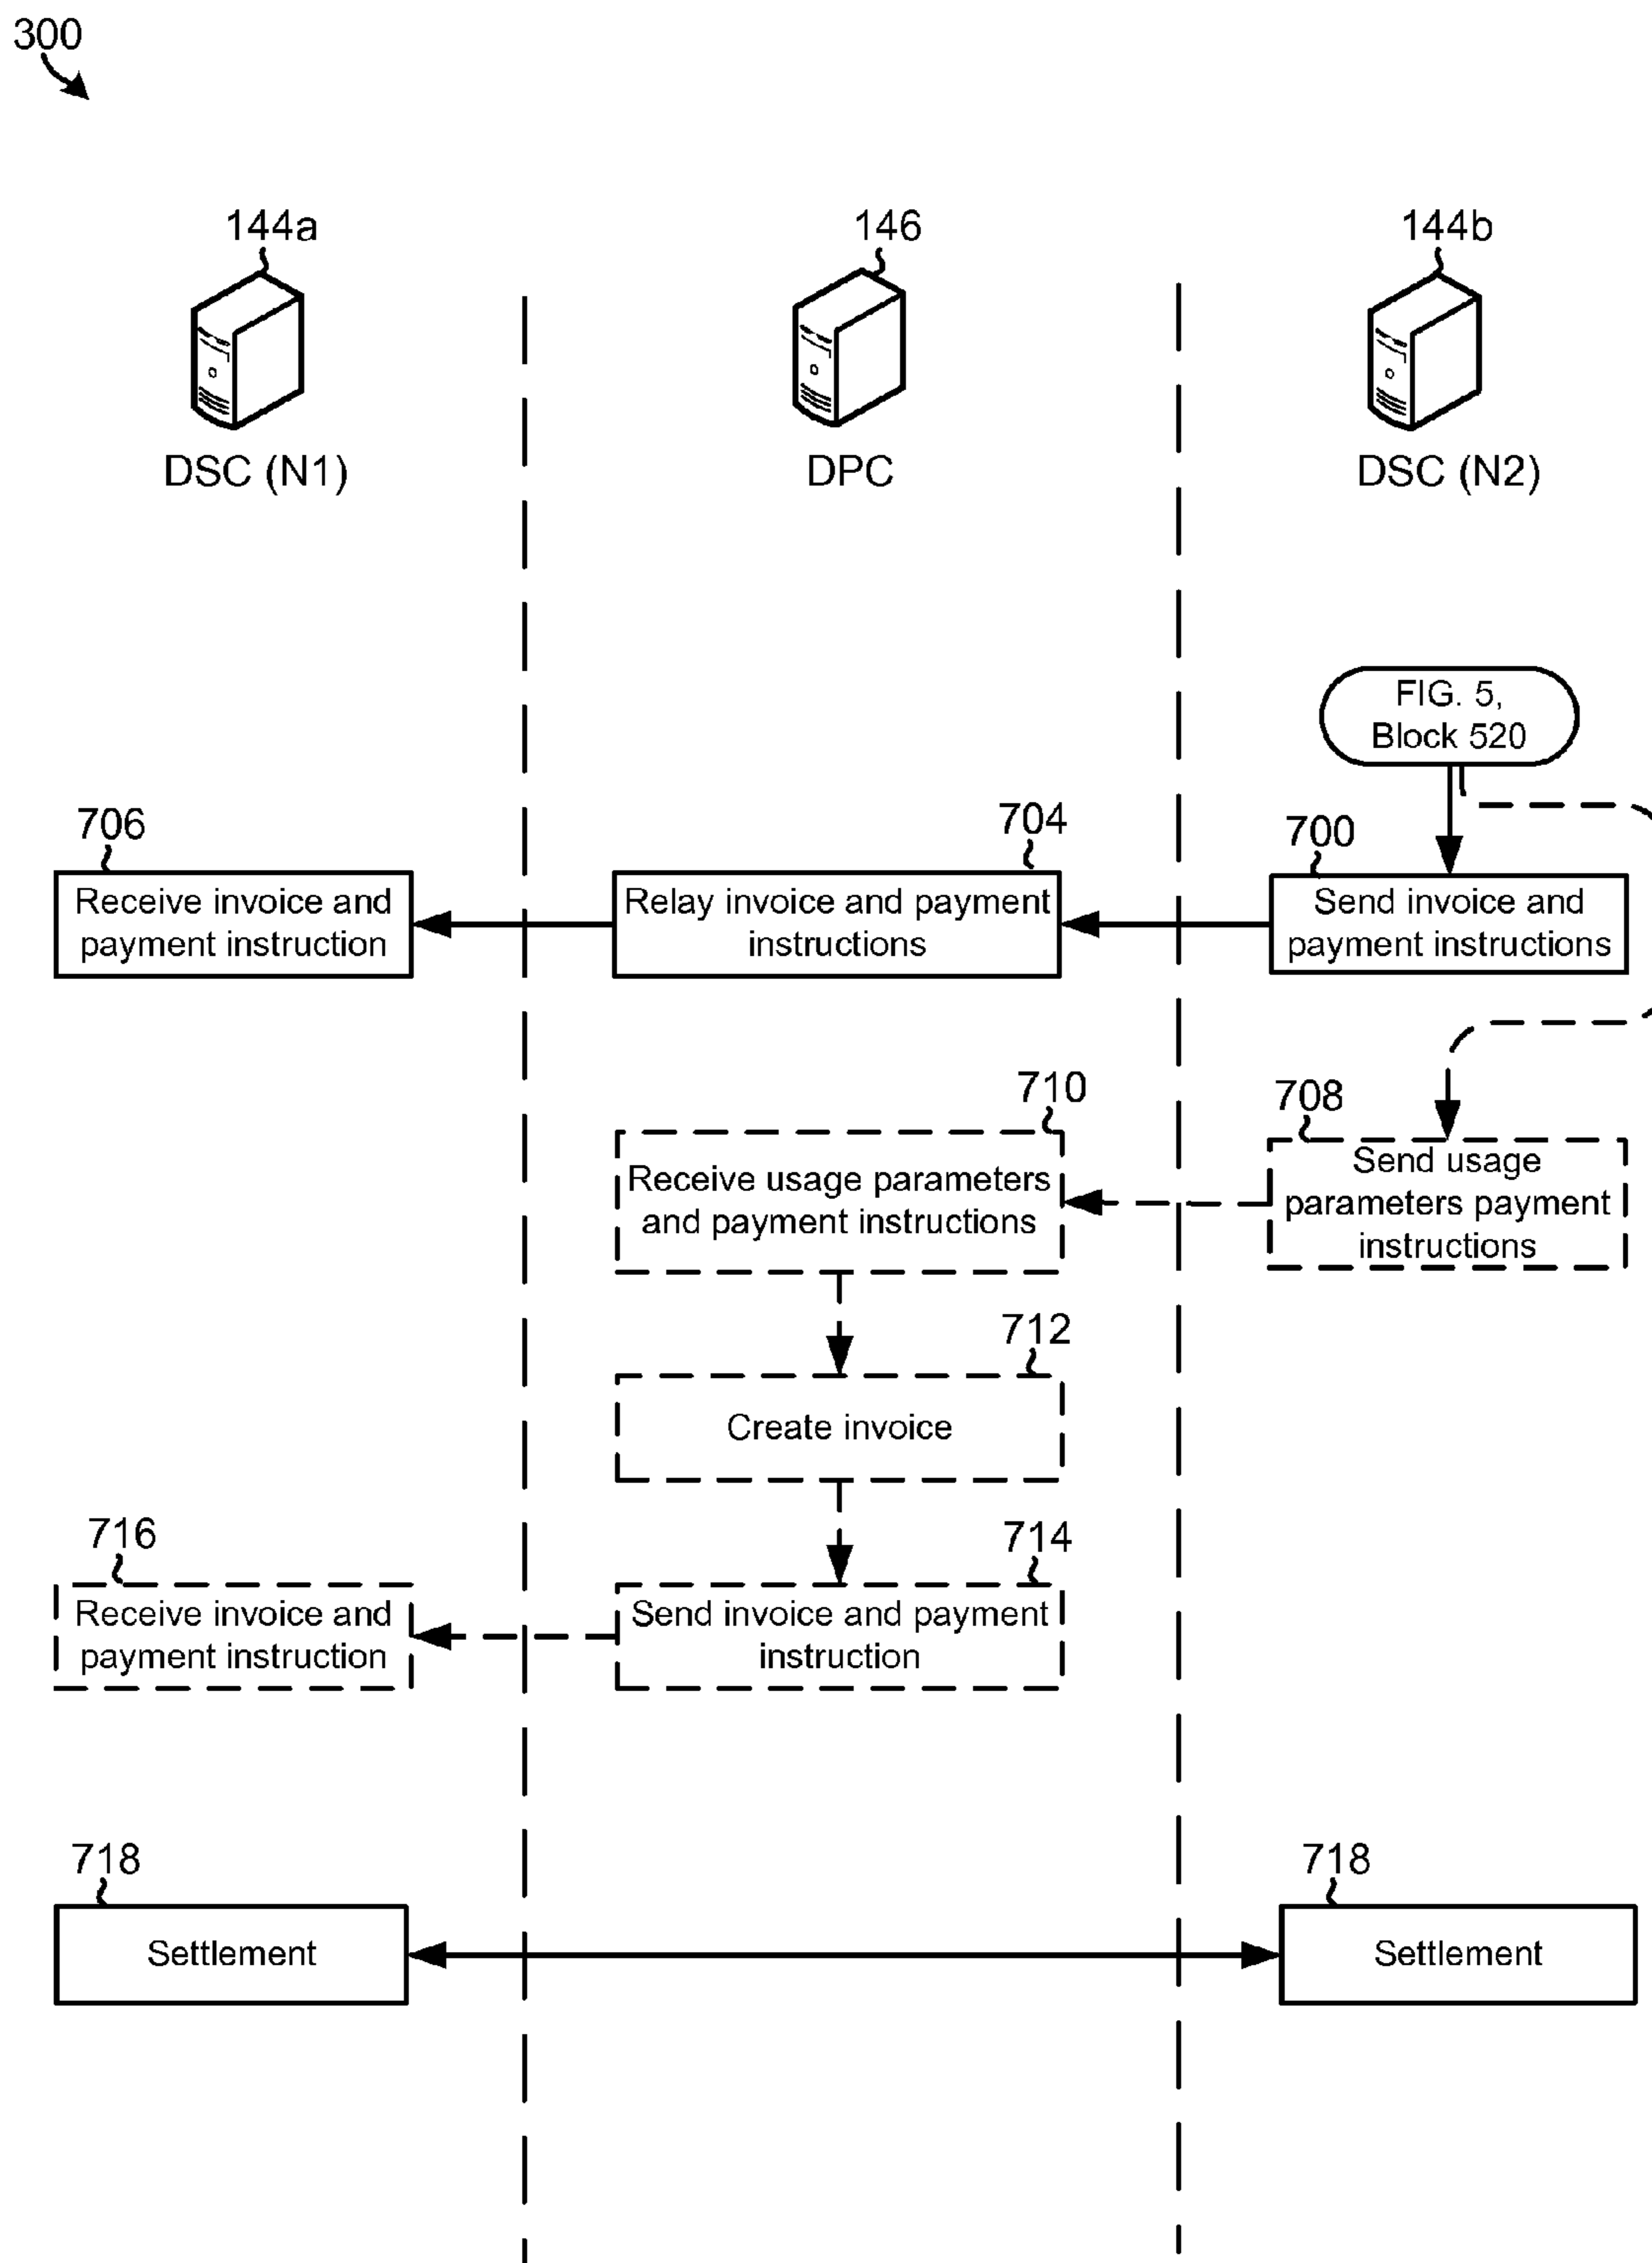 300
144a
146
144b
DSC (N1)
DPC
DSC (N2)
FIG. 5,
Block 520
706
704
700
Receive invoice and
payment instruction
Relay invoice and payment
instructions
Send invoice and
payment instructions
710
708
Receive usage parameters
and payment instructions
Send usage
parameters payment
instructions
712
Create invoice
716
714
Receive invoice and
payment instruction
Send invoice and payment
instruction
718
718
Settlement
Settlement